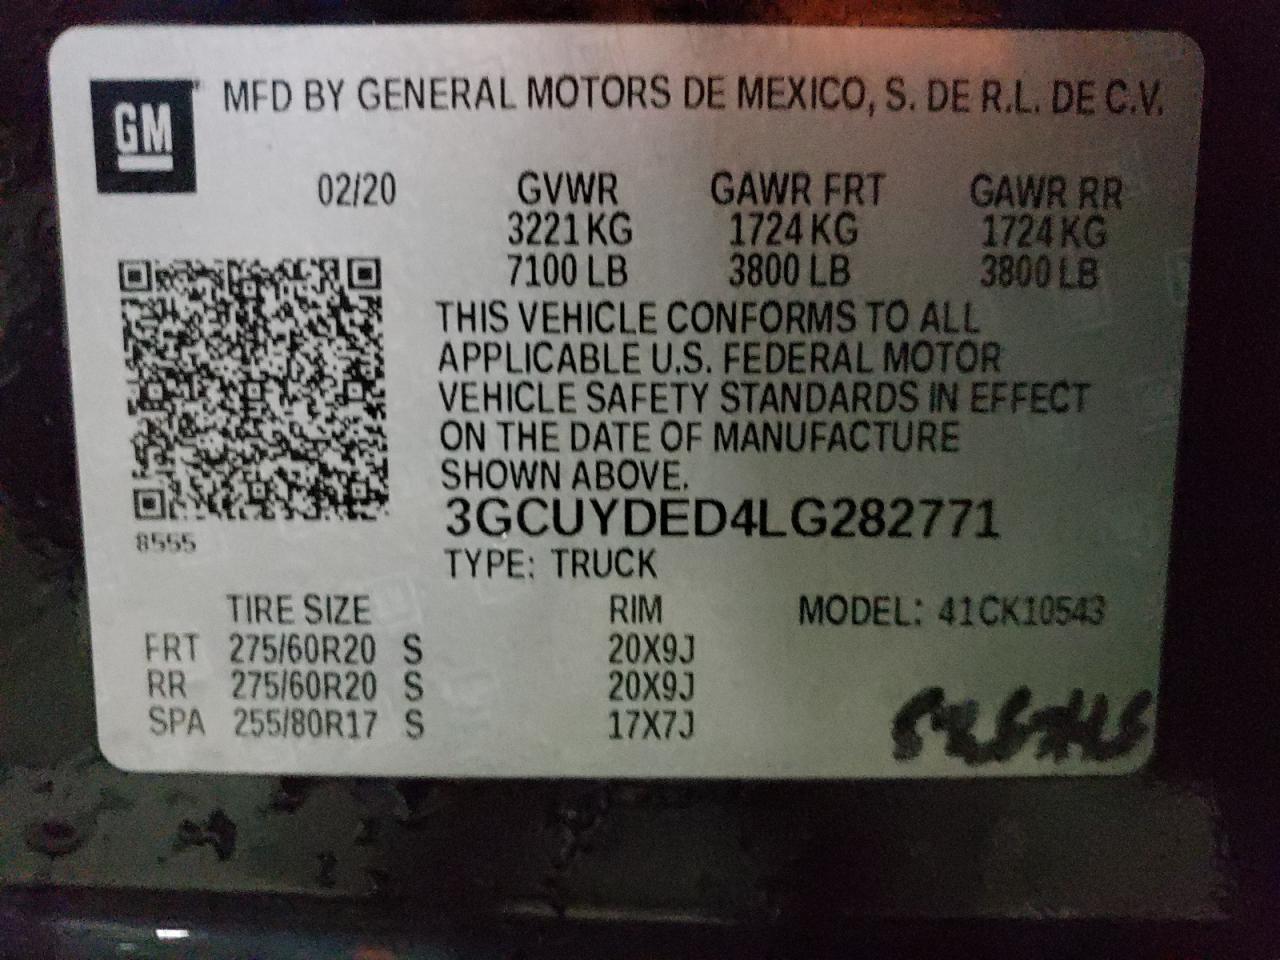 GM MFD BY GENERAL MOTORS DE MEXICO, S. DE R.L. DE C.V.
02/20 GVWR GAWR FRT GAWR RR
3221 KG 1724 KG 1724 KG
7100 LB 3800 LB 3800 LB
THIS VEHICLE CONFORMS TO ALL
APPLICABLE U.S. FEDERAL MOTOR
VEHICLE SAFETY STANDARDS IN EFFECT
ON THE DATE OF MANUFACTURE
SHOWN ABOVE.
3GCUYDED4LG282771
8555
TYPE: TRUCK
TIRE SIZE RIM MODEL: 41CK10543
FRT 275/60R20 S 20X9J
RR 275/60R20 S 20X9J
SPA 255/80R17 S 17X7J